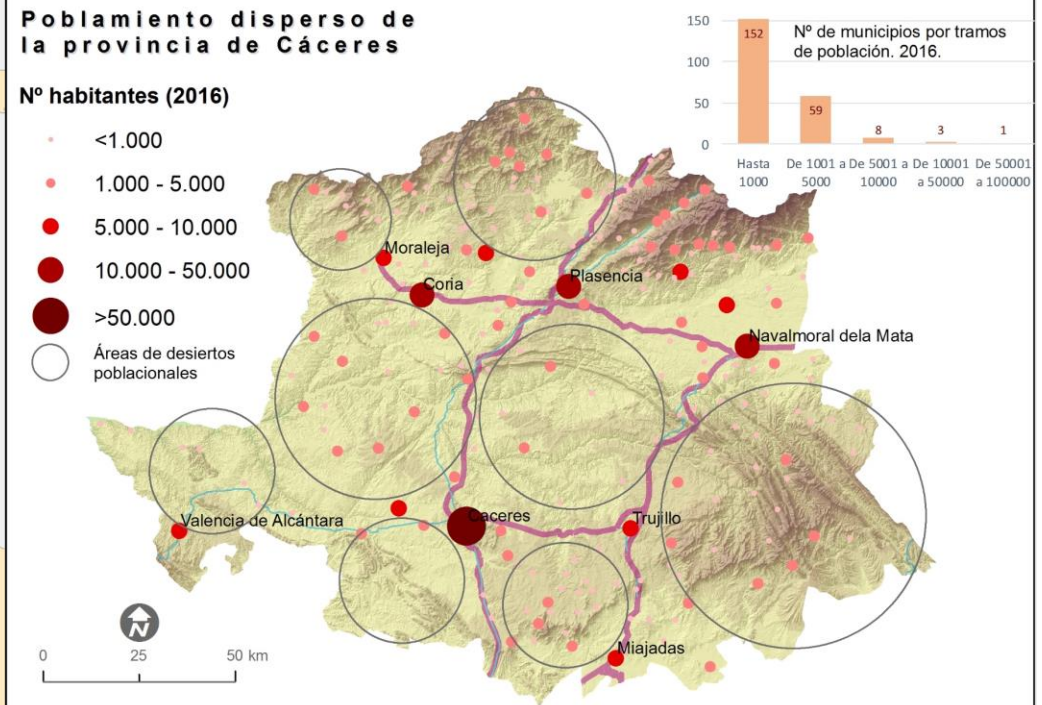 Poblamiento disperso de
la provincia de Cáceres
Nº habitantes (2016)
<1.000
1.000 - 5.000
5.000 - 10.000
10.000 - 50.000
>50.000
Áreas de desiertos
poblacionales
150
100
50
0
152
59
8
3
1
Nº de municipios por tramos
de población. 2016.
Hasta
1000
De 1001 a
5000
De 5001 a
10000
De 10001
a 50000
De 50001
a 100000
Moraleja
Coria
Plasencia
Navalmoral dela Mata
Valencia de Alcántara
Caceres
Trujillo
Miajadas
N
0 25 50 km